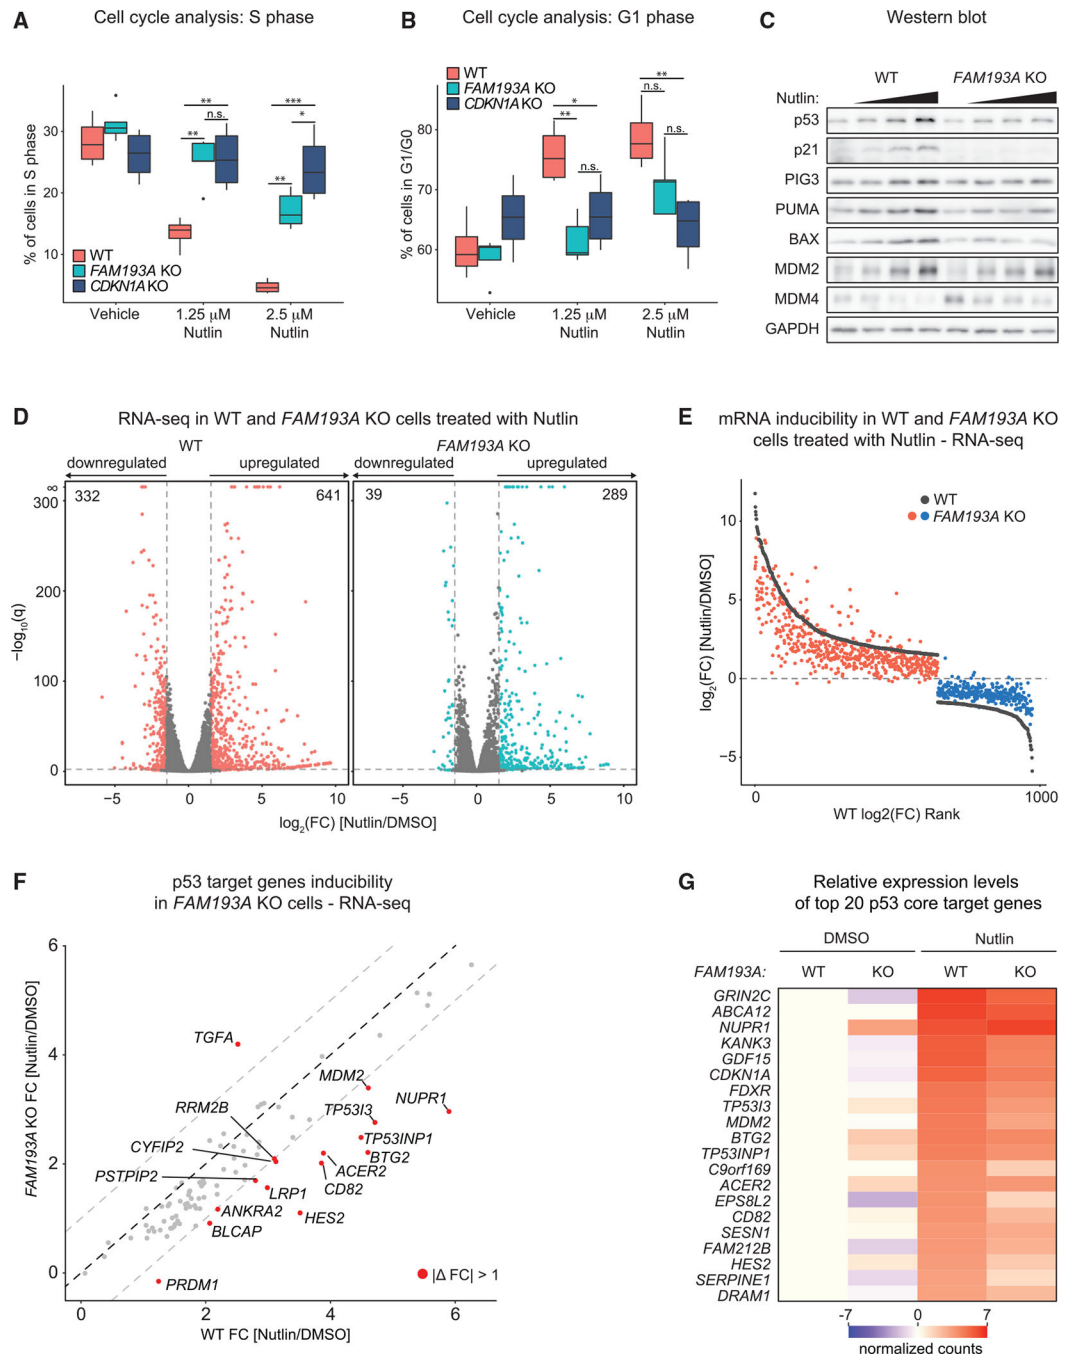 A
Cell cycle analysis: S phase
% of cells in S phase
30
20
10
**
n.s.
**
***
*
**
WT
FAM193A KO
CDKN1A KO
Vehicle
1.25 μM
Nutlin
2.5 μM
Nutlin
B
Cell cycle analysis: G1 phase
WT
FAM193A KO
CDKN1A KO
% of cells in G1/G0
80
70
60
*
**
n.s.
**
n.s.
n.s.
Vehicle
1.25 μM
Nutlin
2.5 μM
Nutlin
C
Western blot
WT
FAM193A KO
Nutlin:
p53
p21
PIG3
PUMA
BAX
MDM2
MDM4
GAPDH
D
RNA-seq in WT and FAM193A KO cells treated with Nutlin
WT
FAM193A KO
downregulated
upregulated
downregulated
upregulated
332
641
39
289
−log10(q)
∞
300
200
100
0
−5
0
5
10
−5
0
5
10
log2(FC) [Nutlin/DMSO]
E
mRNA inducibility in WT and FAM193A KO
cells treated with Nutlin - RNA-seq
WT
FAM193A KO
log2(FC) [Nutlin/DMSO]
10
5
0
−5
0
1000
WT log2(FC) Rank
F
p53 target genes inducibility
in FAM193A KO cells - RNA-seq
FAM193A KO FC [Nutlin/DMSO]
6
4
2
0
TGFA
MDM2
NUPR1
RRM2B
TP53I3
CYFIP2
TP53INP1
BTG2
PSTPIP2
ACER2
CD82
LRP1
ANKRA2
HES2
BLCAP
PRDM1
|Δ FC| > 1
0
2
4
6
WT FC [Nutlin/DMSO]
G
Relative expression levels
of top 20 p53 core target genes
DMSO
Nutlin
FAM193A:
WT
KO
WT
KO
GRIN2C
ABCA12
NUPR1
KANK3
GDF15
CDKN1A
FDXR
TP53I3
MDM2
BTG2
TP53INP1
C9orf169
ACER2
EPS8L2
CD82
SESN1
FAM212B
HES2
SERPINE1
DRAM1
-7
0
7
normalized counts